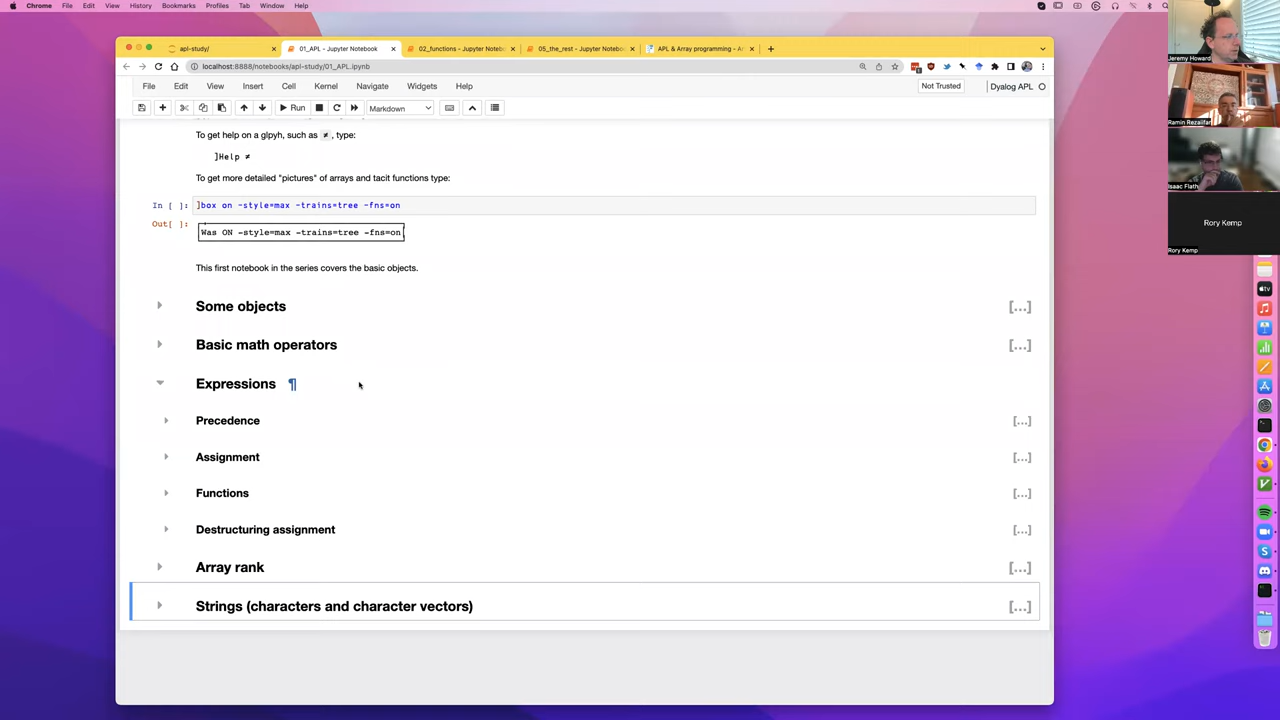 Chrome File Edit View History Bookmarks Profiles Tab Window Help
apl-study/
01_APL - Jupyter Notebook
02_functions - Jupyter Noteboo
05_the_rest - Jupyter Notebook
APL & Array programming - A
localhost:8888/notebooks/apl-study/01_APL.ipynb
File Edit View Insert Cell Kernel Navigate Widgets Help
Not Trusted
Dyalog APL
Run
Markdown
To get help on a glpyh, such as ≠, type:
]Help ≠
To get more detailed "pictures" of arrays and tacit functions type:
In [ ]: ]box on -style=max -trains=tree -fns=on
Out[ ]: Was ON -style=max -trains=tree -fns=on
This first notebook in the series covers the basic objects.
Some objects [...]
Basic math operators [...]
Expressions ¶
Precedence [...]
Assignment [...]
Functions [...]
Destructuring assignment [...]
Array rank [...]
Strings (characters and character vectors) [...]
Jeremy Howard
Ramin Rezaiifar
Isaac Flath
Rory Kemp
Rory Kemp